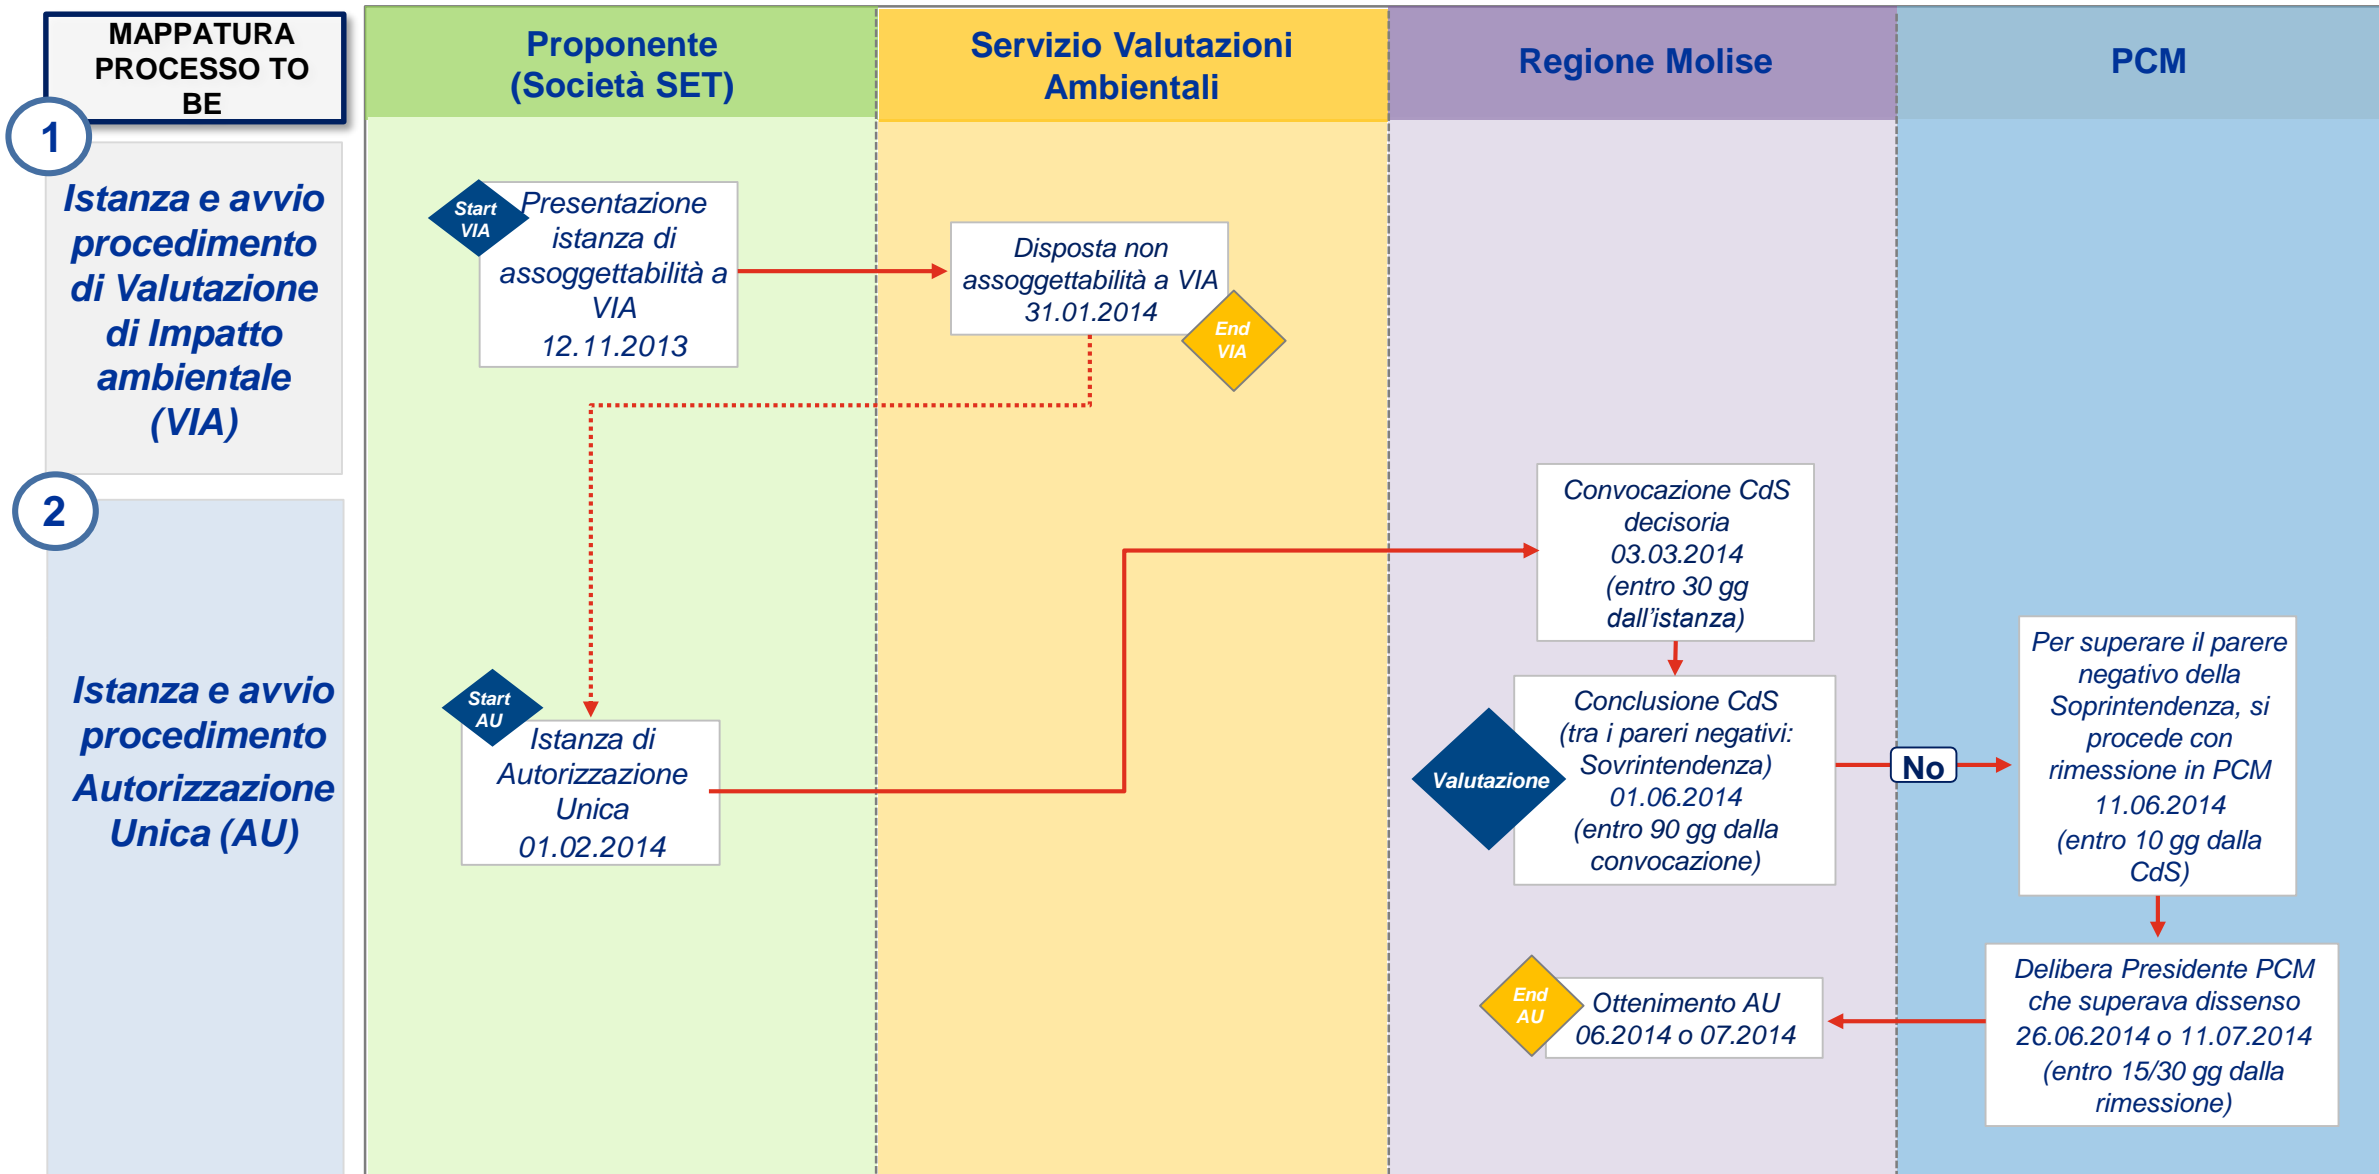 MAPPATURA
PROCESSO TO
BE
Proponente
(Società SET)
Servizio Valutazioni
Ambientali
Regione Molise
PCM
1
Istanza e avvio
procedimento
di Valutazione
di Impatto
ambientale
(VIA)
Start
VIA
Presentazione
istanza di
assoggettabilità a
VIA
12.11.2013
Disposta non
assoggettabilità a VIA
31.01.2014
End
VIA
2
Istanza e avvio
procedimento
Autorizzazione
Unica (AU)
Start
AU
Istanza di
Autorizzazione
Unica
01.02.2014
Convocazione CdS
decisoria
03.03.2014
(entro 30 gg
dall’istanza)
Valutazione
Conclusione CdS
(tra i pareri negativi:
Sovrintendenza)
01.06.2014
(entro 90 gg dalla
convocazione)
No
Per superare il parere
negativo della
Soprintendenza, si
procede con
rimessione in PCM
11.06.2014
(entro 10 gg dalla
CdS)
Delibera Presidente PCM
che superava dissenso
26.06.2014 o 11.07.2014
(entro 15/30 gg dalla
rimessione)
End
AU
Ottenimento AU
06.2014 o 07.2014